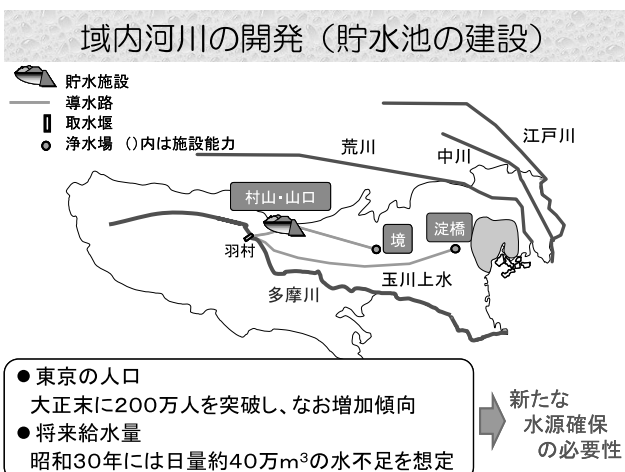 域内河川の開発（貯水池の建設）
貯水施設
導水路
取水堰
浄水場　（）内は施設能力
江戸川
中川
荒川
村山・山口
淀橋
境
羽村
玉川上水
多摩川
● 東京の人口
大正末に２００万人を突破し、なお増加傾向
● 将来給水量
昭和３０年には日量約４０万m³の水不足を想定
新たな
水源確保
の必要性